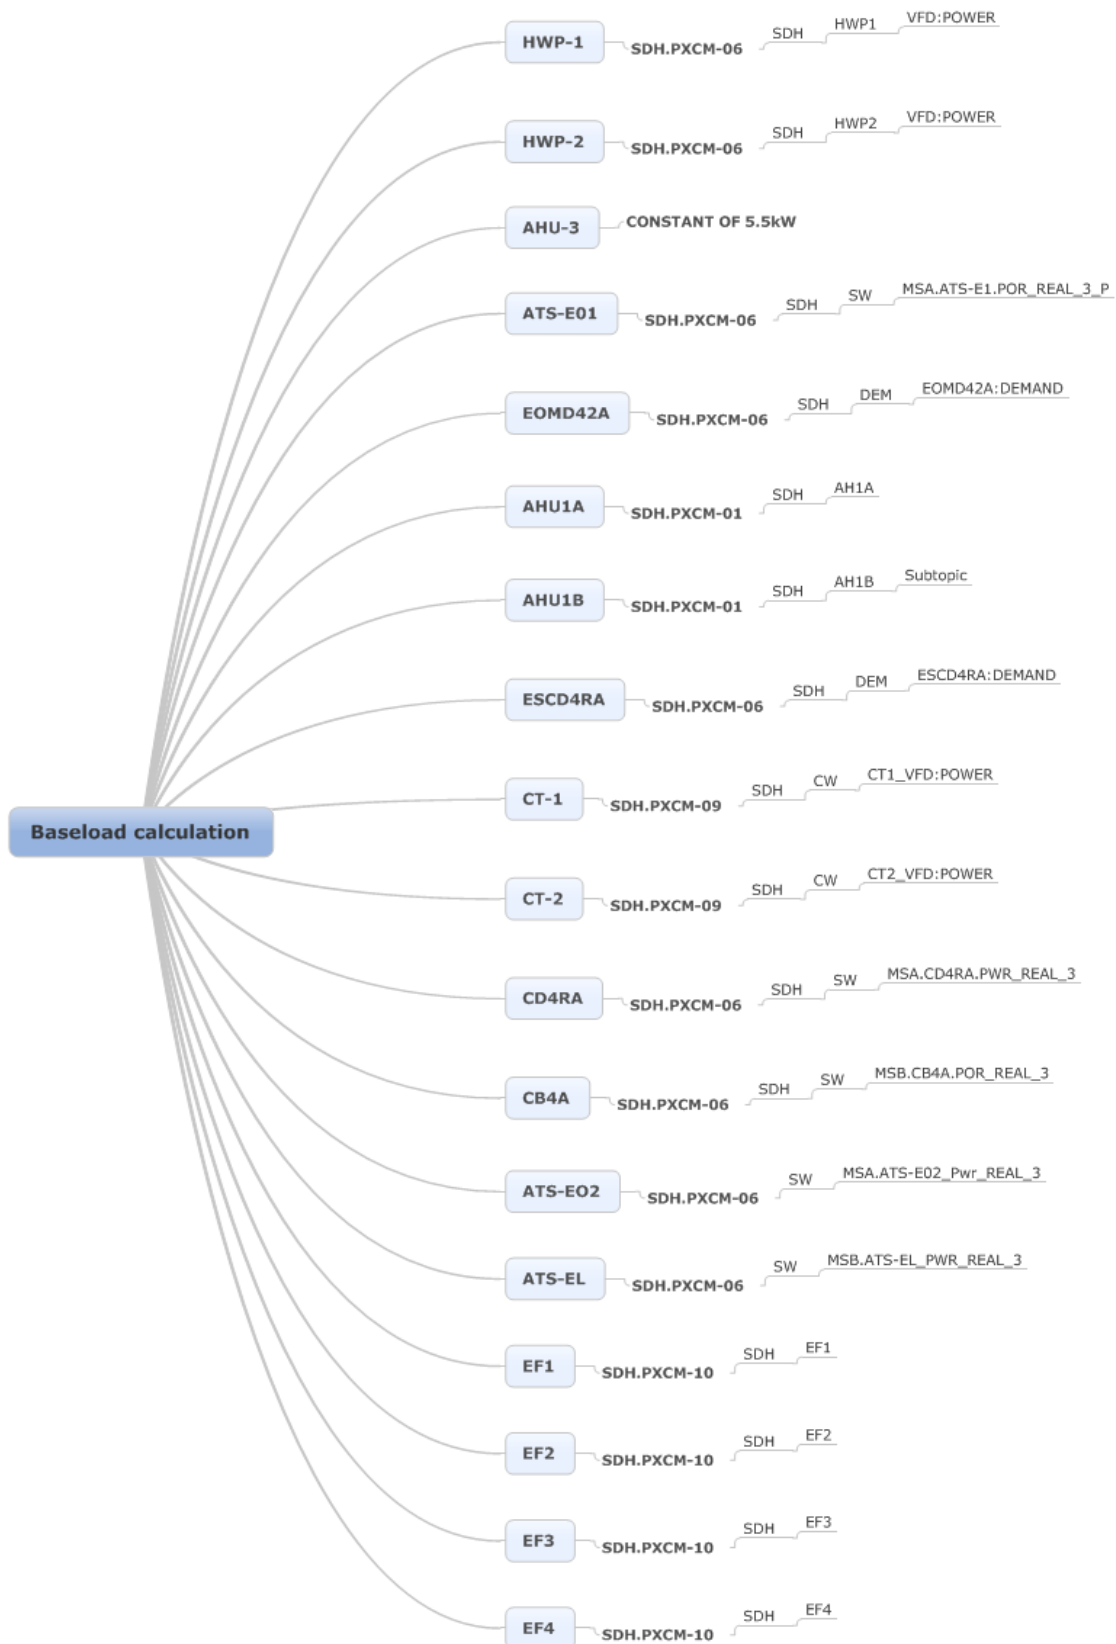 HWP-1 SDH.PXCM-06 SDH HWP1 VFD:POWER
HWP-2 SDH.PXCM-06 SDH HWP2 VFD:POWER
AHU-3 CONSTANT OF 5.5kW
ATS-E01 SDH.PXCM-06 SDH SW MSA.ATS-E1.POR_REAL_3_P
EOMD42A SDH.PXCM-06 SDH DEM EOMD42A:DEMAND
AHU1A SDH.PXCM-01 SDH AH1A
AHU1B SDH.PXCM-01 SDH AH1B Subtopic
ESCD4RA SDH.PXCM-06 SDH DEM ESCD4RA:DEMAND
CT-1 SDH.PXCM-09 SDH CW CT1_VFD:POWER
Baseload calculation
CT-2 SDH.PXCM-09 SDH CW CT2_VFD:POWER
CD4RA SDH.PXCM-06 SDH SW MSA.CD4RA.PWR_REAL_3
CB4A SDH.PXCM-06 SDH SW MSB.CB4A.POR_REAL_3
ATS-EO2 SDH.PXCM-06 SW MSA.ATS-E02_Pwr_REAL_3
ATS-EL SDH.PXCM-06 SW MSB.ATS-EL_PWR_REAL_3
EF1 SDH.PXCM-10 SDH EF1
EF2 SDH.PXCM-10 SDH EF2
EF3 SDH.PXCM-10 SDH EF3
EF4 SDH.PXCM-10 SDH EF4